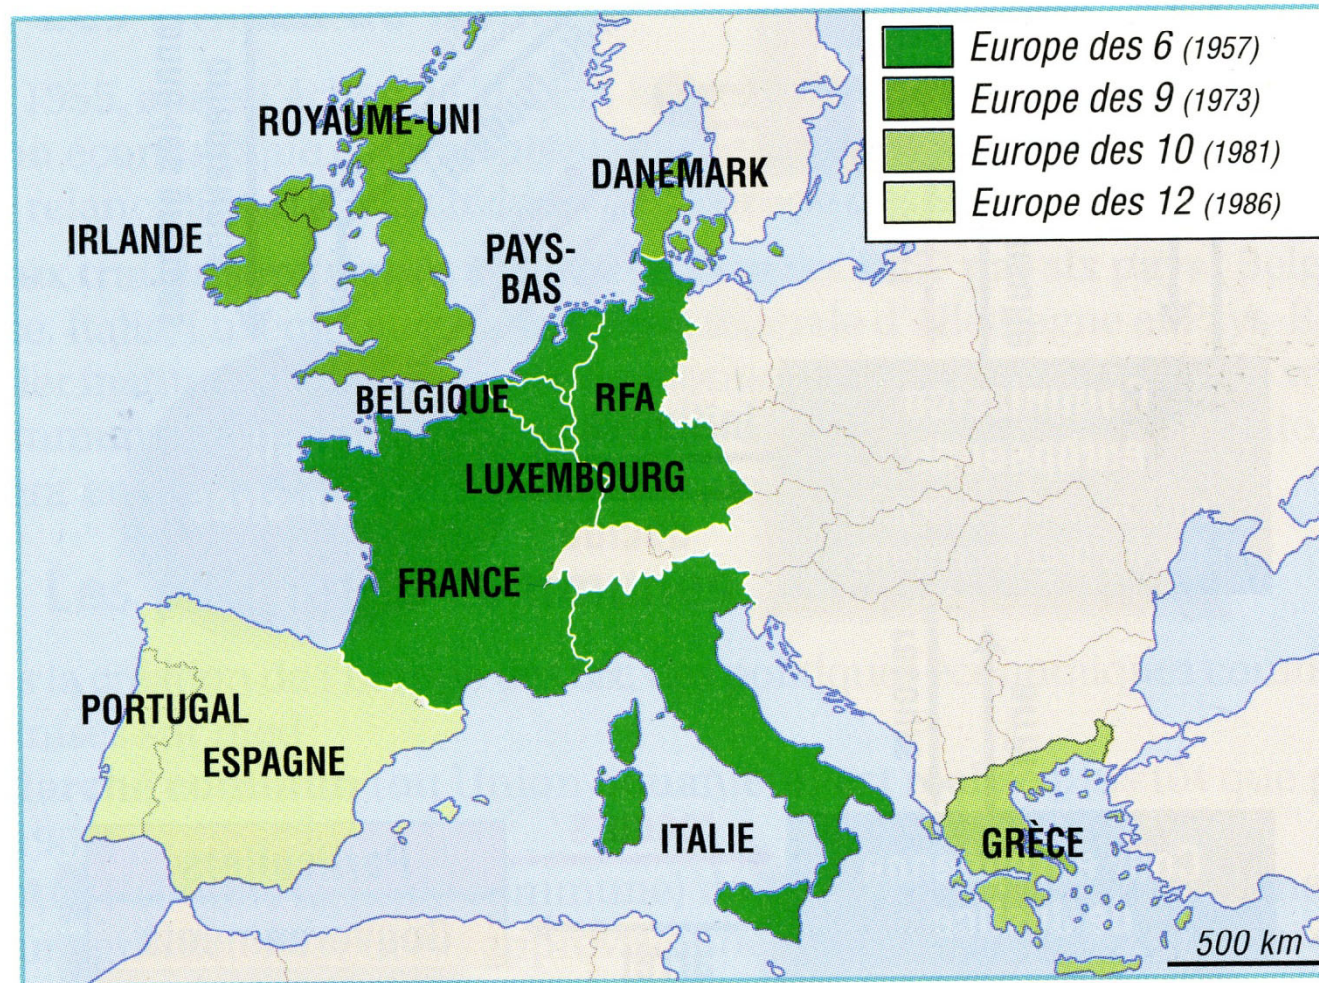 Europe des 6 (1957)
Europe des 9 (1973)
Europe des 10 (1981)
Europe des 12 (1986)
ROYAUME-UNI
DANEMARK
IRLANDE
PAYS-
BAS
BELGIQUE
RFA
LUXEMBOURG
FRANCE
PORTUGAL
ESPAGNE
ITALIE
GRÈCE
500 km